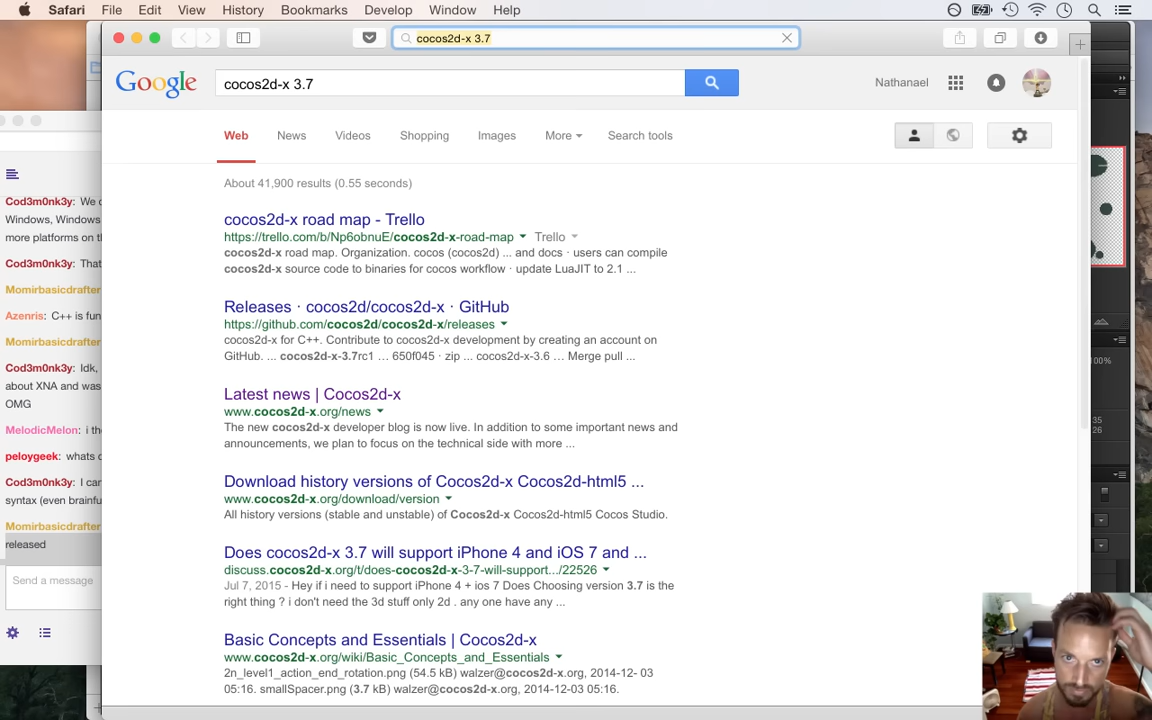 Safari File Edit View History Bookmarks Develop Window Help
cocos2d-x 3.7
Google
cocos2d-x 3.7
Nathanael
Web News Videos Shopping Images More Search tools
About 41,900 results (0.55 seconds)
cocos2d-x road map - Trello
https://trello.com/b/Np6obnuE/cocos2d-x-road-map Trello
cocos2d-x road map. Organization. cocos (cocos2d) ... and docs · users can compile
cocos2d-x source code to binaries for cocos workflow · update LuaJIT to 2.1 ...
Releases · cocos2d/cocos2d-x · GitHub
https://github.com/cocos2d/cocos2d-x/releases
cocos2d-x for C++. Contribute to cocos2d-x development by creating an account on
GitHub. ... cocos2d-x-3.7rc1 … 650f045 · zip ... cocos2d-x-3.6 … Merge pull ...
Latest news | Cocos2d-x
www.cocos2d-x.org/news
The new cocos2d-x developer blog is now live. In addition to some important news and
announcements, we plan to focus on the technical side with more ...
Download history versions of Cocos2d-x Cocos2d-html5 ...
www.cocos2d-x.org/download/version
All history versions (stable and unstable) of Cocos2d-x Cocos2d-html5 Cocos Studio.
Does cocos2d-x 3.7 will support iPhone 4 and iOS 7 and ...
discuss.cocos2d-x.org/t/does-cocos2d-x-3-7-will-support.../22526
Jul 7, 2015 - Hey if i need to support iPhone 4 + ios 7 Does Choosing version 3.7 is the
right thing ? i don't need the 3d stuff only 2d . any one have any ...
Basic Concepts and Essentials | Cocos2d-x
www.cocos2d-x.org/wiki/Basic_Concepts_and_Essentials
2n_level1_action_end_rotation.png (54.5 kB) walzer@cocos2d-x.org, 2014-12- 03
05:16. smallSpacer.png (3.7 kB) walzer@cocos2d-x.org, 2014-12-03 05:16.
Cod3m0nk3y: We
Windows, Windows
more platforms on
Cod3m0nk3y: That
Momirbasicdrafter
Azenris: C++ is fun
Momirbasicdrafter
Cod3m0nk3y: Idk,
about XNA and was
OMG
MelodicMelon: i
peloygeek: whats
Cod3m0nk3y: I
syntax (even
Momirbasicdrafter
released
Send a message
100%
35
26